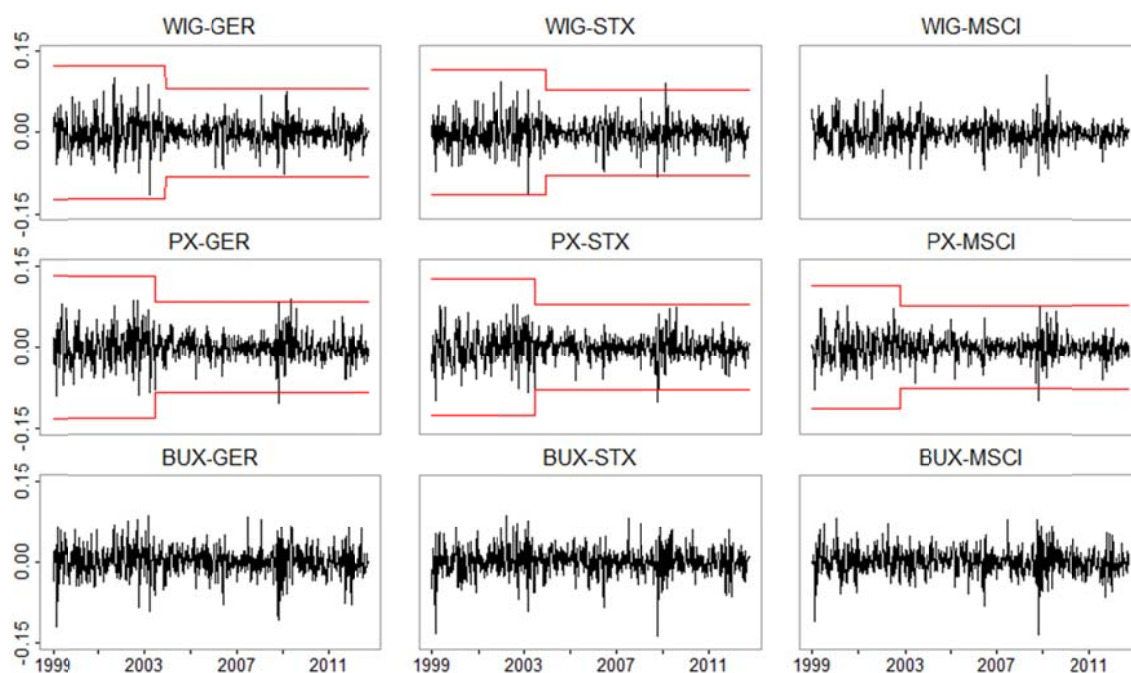 WIG-GER WIG-STX WIG-MSCI
0.15
0.00
-0.15
PX-GER PX-STX PX-MSCI
0.15
0.00
-0.15
BUX-GER BUX-STX BUX-MSCI
0.15
0.00
-0.15
1999 2003 2007 2011 1999 2003 2007 2011 1999 2003 2007 2011